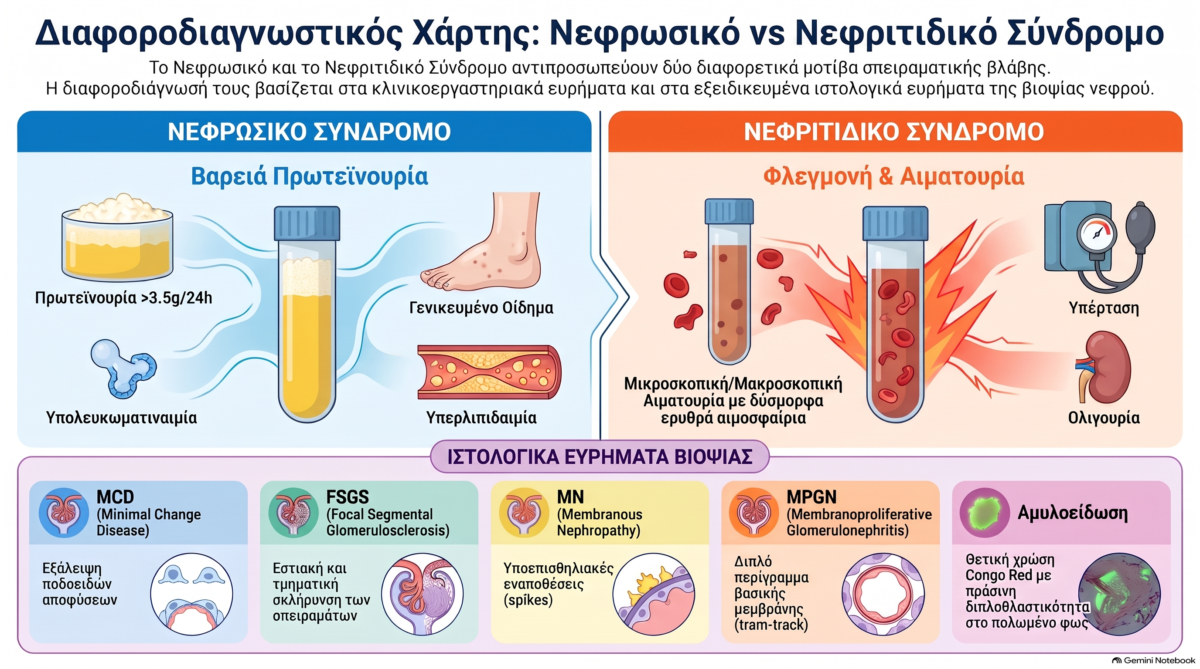 Διαφοροδιαγνωστικός Χάρτης: Νεφρωσικό vs Νεφριτιδικό Σύνδρομο
Το Νεφρωσικό και το Νεφριτιδικό Σύνδρομο αντιπροσωπεύουν δύο διαφορετικά μοτίβα σπειραματικής βλάβης.
Η διαφοροδιάγνωσή τους βασίζεται στα κλινικοεργαστηριακά ευρήματα και στα εξειδικευμένα ιστολογικά ευρήματα της βιοψίας νεφρού.
ΝΕΦΡΩΣΙΚΟ ΣΥΝΔΡΟΜΟ
Βαρειά Πρωτεϊνουρία
Πρωτεϊνουρία >3.5g/24h
Γενικευμένο Οίδημα
Υπολευκωματιναιμία
Υπερλιπιδαιμία
ΝΕΦΡΙΤΙΔΙΚΟ ΣΥΝΔΡΟΜΟ
Φλεγμονή & Αιματουρία
Μικροσκοπική/Μακροσκοπική
Αιματουρία με δύσμορφα
ερυθρά αιμοσφαίρια
Υπέρταση
Ολιγουρία
ΙΣΤΟΛΟΓΙΚΑ ΕΥΡΗΜΑΤΑ ΒΙΟΨΙΑΣ
MCD
(Minimal Change
Disease)
Εξάλειψη
ποδοειδών
αποφύσεων
FSGS
(Focal Segmental
Glomerulosclerosis)
Εστιακή και
τμηματική
σκλήρυνση των
οπειραμάτων
MN
(Membranous
Nephropathy)
Υποεπισθηλιακές
εναποθέσεις
(spikes)
MPGN
(Membranoproliferative
Glomerulonephritis)
Διπλό
περίγραμμα
βασικής
μεμβράνης
(tram-track)
Αμυλοείδωση
Θετική χρώση
Congo Red με
πράσινη
διπλοθλαστικότητα
στο πολωμένο φως
Gemini Notebook